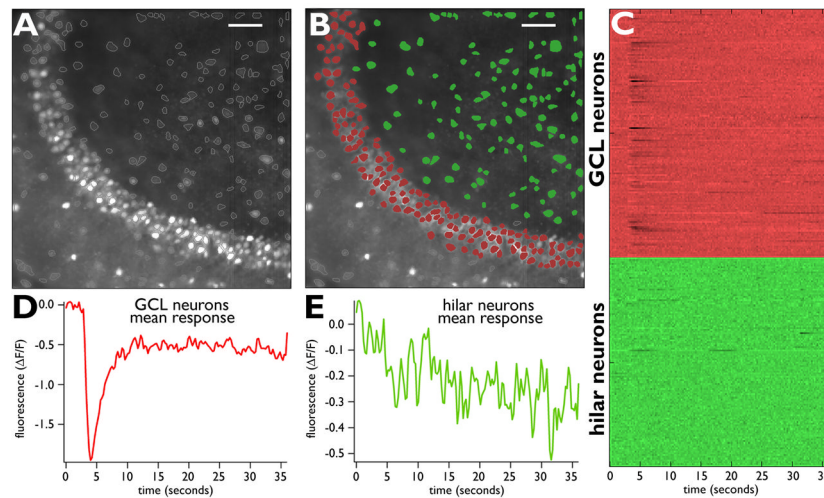 A
B
C
GCL neurons
hilar neurons
0 5 10 15 20 25 30 35
time (seconds)
D
GCL neurons
mean response
fluorescence (ΔF/F)
0.0
-0.5
-1.0
-1.5
0 5 10 15 20 25 30 35
time (seconds)
E
hilar neurons
mean response
fluorescence (ΔF/F)
0.0
-0.1
-0.2
-0.3
-0.4
-0.5
0 5 10 15 20 25 30 35
time (seconds)